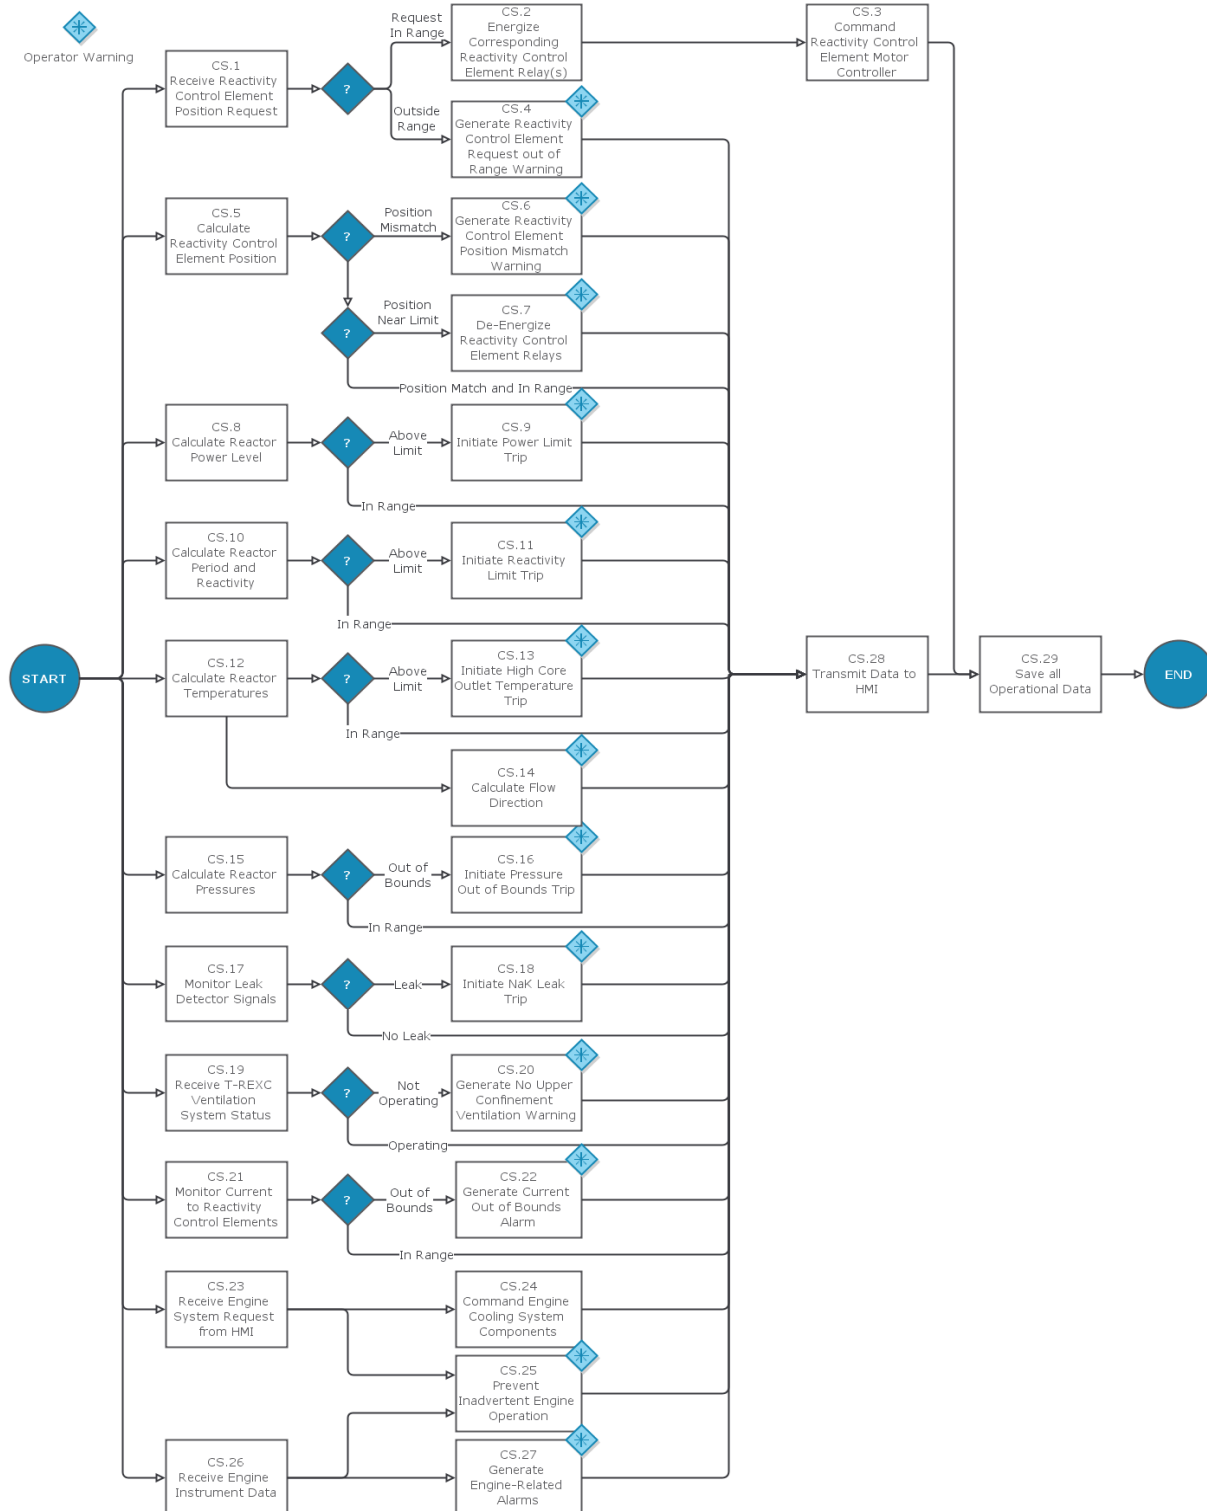 Operator Warning
START
CS.1
Receive Reactivity
Control Element
Position Request
?
Request
In Range
CS.2
Energize
Corresponding
Reactivity Control
Element Relay(s)
CS.3
Command
Reactivity Control
Element Motor
Controller
Outside
Range
CS.4
Generate Reactivity
Control Element
Request out of
Range Warning
CS.5
Calculate
Reactivity Control
Element Position
?
Position
Mismatch
CS.6
Generate Reactivity
Control Element
Position Mismatch
Warning
?
Position
Near Limit
CS.7
De-Energize
Reactivity Control
Element Relays
Position Match and In Range
CS.8
Calculate Reactor
Power Level
?
Above
Limit
CS.9
Initiate Power Limit
Trip
In Range
CS.10
Calculate Reactor
Period and
Reactivity
?
Above
Limit
CS.11
Initiate Reactivity
Limit Trip
In Range
CS.12
Calculate Reactor
Temperatures
?
Above
Limit
CS.13
Initiate High Core
Outlet Temperature
Trip
In Range
CS.14
Calculate Flow
Direction
CS.15
Calculate Reactor
Pressures
?
Out of
Bounds
CS.16
Initiate Pressure
Out of Bounds Trip
In Range
CS.17
Monitor Leak
Detector Signals
?
Leak
CS.18
Initiate NaK Leak
Trip
No Leak
CS.19
Receive T-REXC
Ventilation
System Status
?
Not
Operating
CS.20
Generate No Upper
Confinement
Ventilation Warning
Operating
CS.21
Monitor Current
to Reactivity
Control Elements
?
Out of
Bounds
CS.22
Generate Current
Out of Bounds
Alarm
In Range
CS.23
Receive Engine
System Request
from HMI
CS.24
Command Engine
Cooling System
Components
CS.25
Prevent
Inadvertent Engine
Operation
CS.26
Receive Engine
Instrument Data
CS.27
Generate
Engine-Related
Alarms
CS.28
Transmit Data to
HMI
CS.29
Save all
Operational Data
END